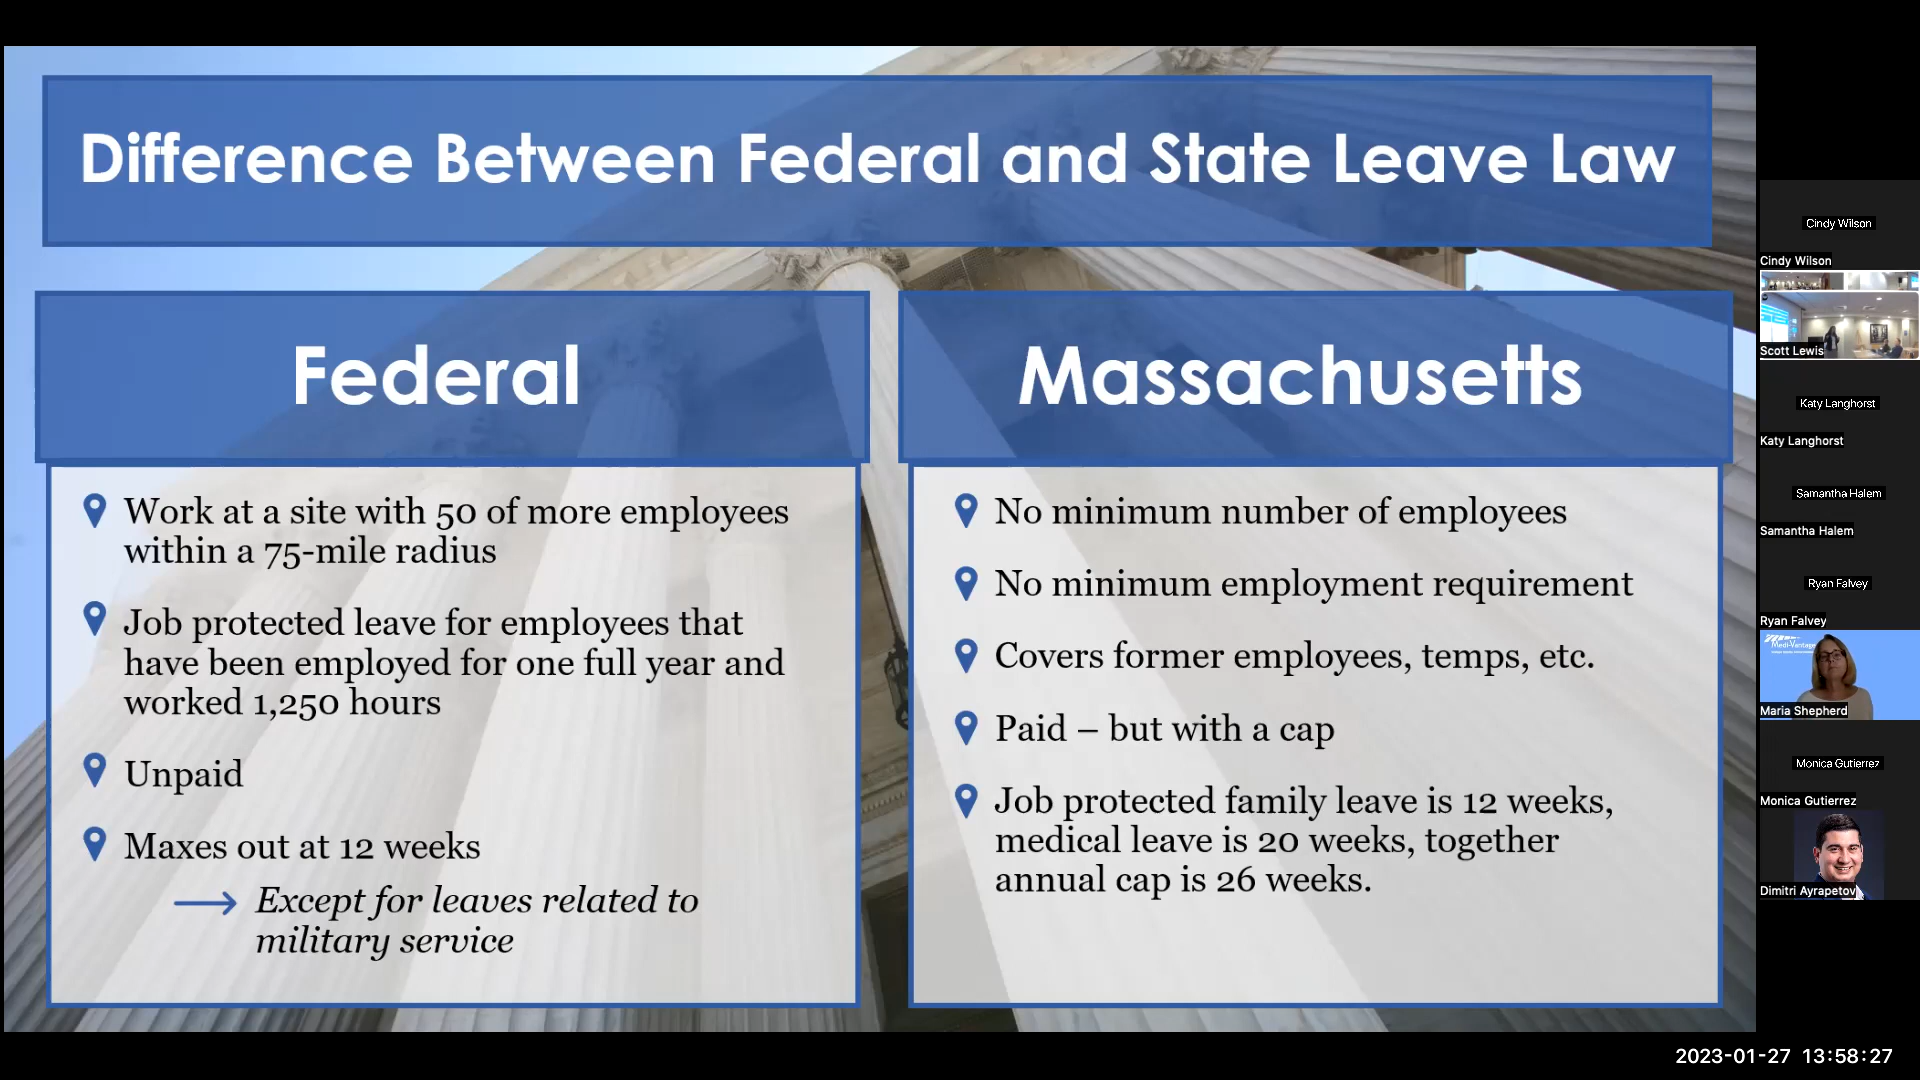 Difference Between Federal and State Leave Law
Federal
Work at a site with 50 of more employees
within a 75-mile radius
Job protected leave for employees that
have been employed for one full year and
worked 1,250 hours
Unpaid
Maxes out at 12 weeks
Except for leaves related to
military service
Massachusetts
No minimum number of employees
No minimum employment requirement
Covers former employees, temps, etc.
Paid – but with a cap
Job protected family leave is 12 weeks,
medical leave is 20 weeks, together
annual cap is 26 weeks.
Cindy Wilson
Cindy Wilson
Scott Lewis
Katy Langhorst
Katy Langhorst
Samantha Halem
Samantha Halem
Ryan Falvey
Ryan Falvey
Medi-Vantage
Maria Shepherd
Monica Gutierrez
Monica Gutierrez
Dimitri Ayrapetov
2023-01-27 13:58:27